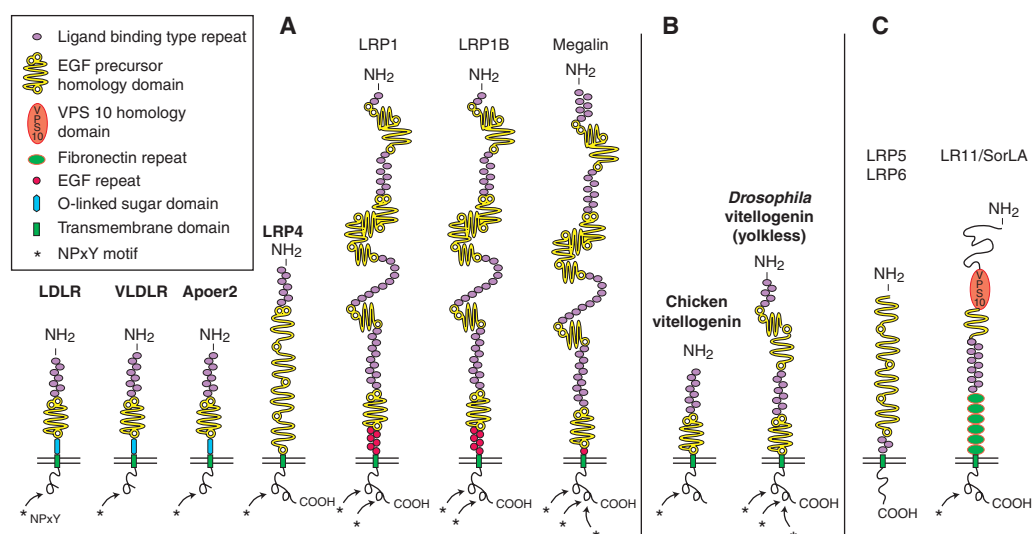 Ligand binding type repeat
EGF precursor
homology domain
V
P
S
10
VPS 10 homology
domain
Fibronectin repeat
EGF repeat
O-linked sugar domain
Transmembrane domain
* NPxY motif
A
LRP1
LRP1B
Megalin
NH2
NH2
NH2
LRP4
NH2
LDLR
VLDLR
Apoer2
NH2
NH2
NH2
* NPxY
*
*
*
COOH
*
*
*
COOH
*
*
*
COOH
*
*
*
B
Drosophila
vitellogenin
(yolkless)
NH2
Chicken
vitellogenin
NH2
*
COOH
*
*
*
C
LRP5
LRP6
LR11/SorLA
NH2
NH2
V
P
S
10
COOH
*
COOH